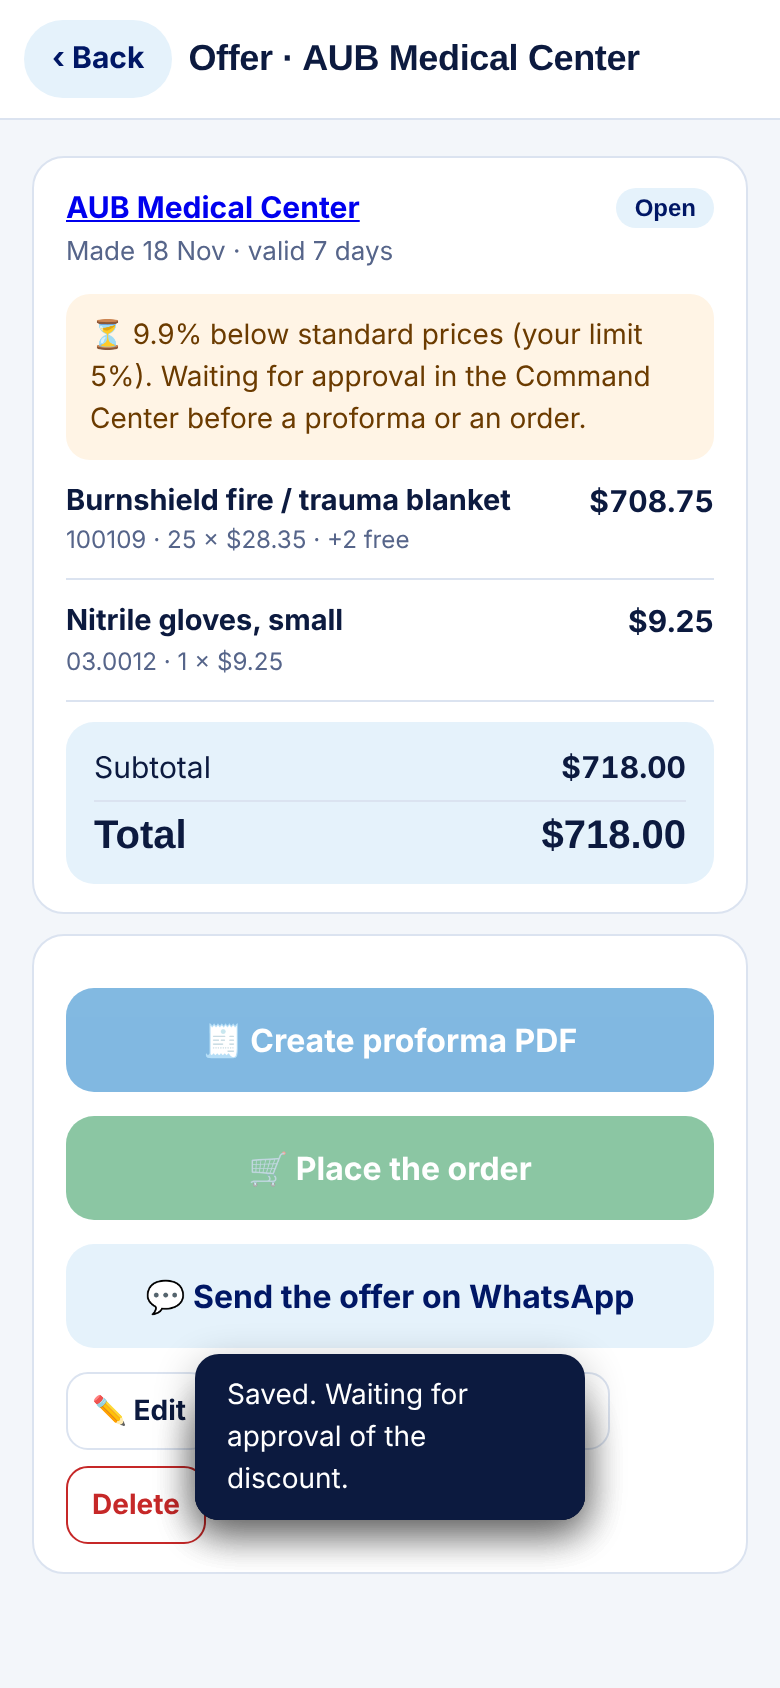 ‹ Back
Offer · AUB Medical Center
AUB Medical Center
Open
Made 18 Nov · valid 7 days
⏳ 9.9% below standard prices (your limit
5%). Waiting for approval in the Command
Center before a proforma or an order.
Burnshield fire / trauma blanket
$708.75
100109 · 25 × $28.35 · +2 free
Nitrile gloves, small
$9.25
03.0012 · 1 × $9.25
Subtotal
$718.00
Total
$718.00
🧾 Create proforma PDF
🛒 Place the order
💬 Send the offer on WhatsApp
✏️ Edit
Saved. Waiting for
approval of the
discount.
Delete